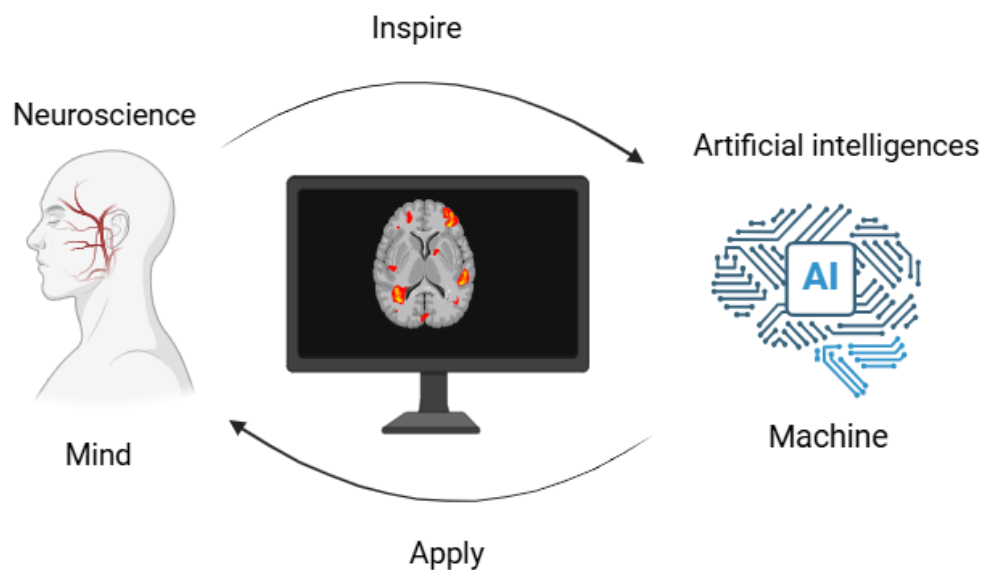 Inspire
Neuroscience
Artificial intelligences
AI
Machine
Mind
Apply